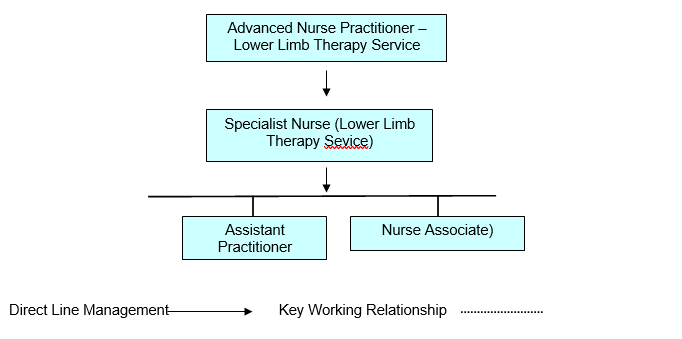 Advanced Nurse Practitioner –
Lower Limb Therapy Service
Specialist Nurse (Lower Limb
Therapy Sevice)
Assistant
Practitioner
Nurse Associate)
Direct Line Management
Key Working Relationship